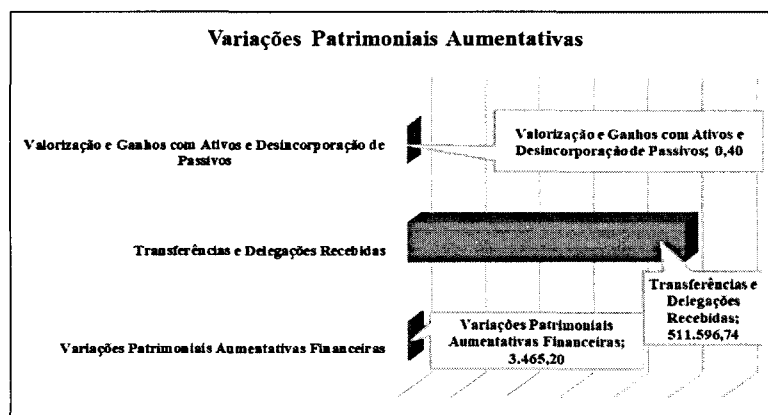 Variações Patrimoniais Aumentativas
Valorização e Ganhos com Ativos e Desincorporação de
Passivos
Valorização e Ganhos com Ativos e
Desincorporação de Passivos; 0,40
Transferências e Delegações Recebidas
Transferências e
Delegações
Recebidas;
511.596,74
Variações Patrimoniais Aumentativas Financeiras
Variações Patrimoniais
Aumentativas Financeiras;
3.465,20